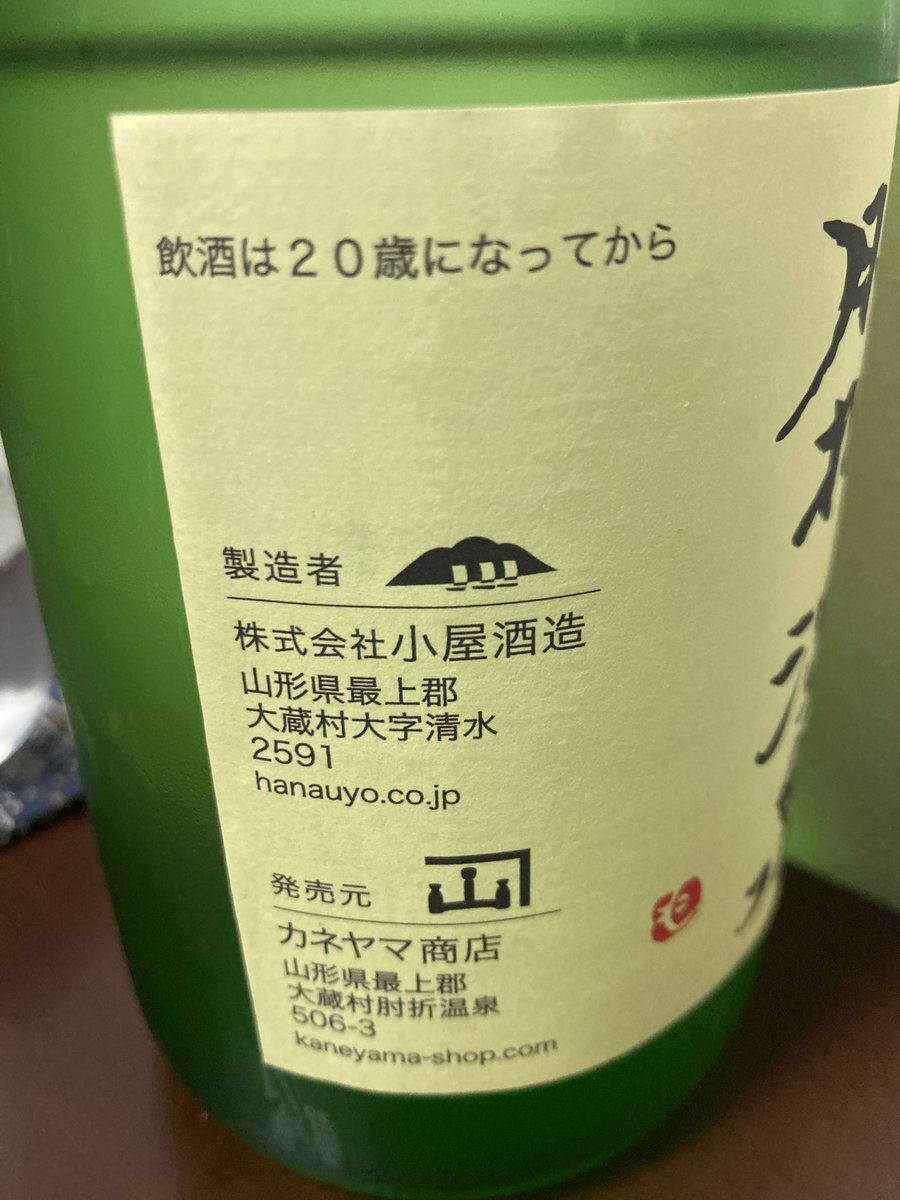 飲酒は２０歳になってから
製造者
株式会社小屋酒造
山形県最上郡
大蔵村大字清水
2591
hanauyo.co.jp
発売元
山
カネヤマ商店
山形県最上郡
大蔵村肘折温泉
506-3
kaneyama-shop.com